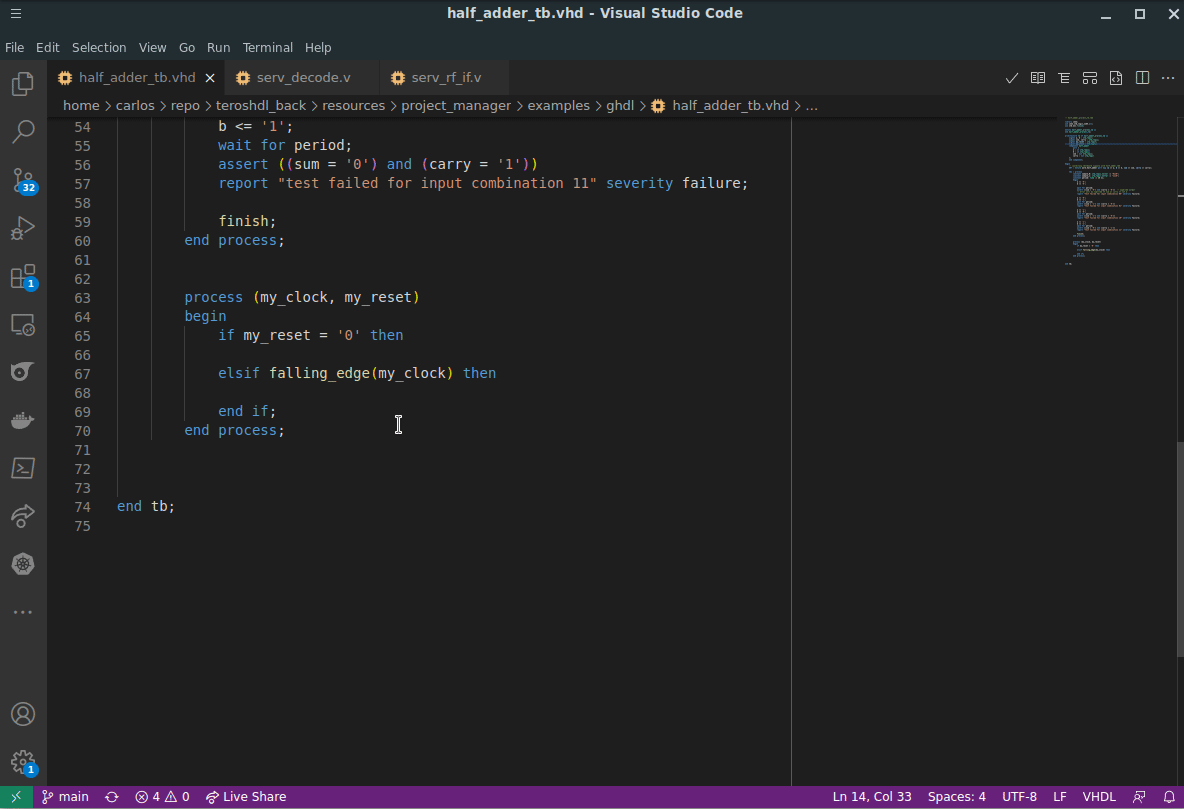 half_adder_tb.vhd - Visual Studio Code
File Edit Selection View Go Run Terminal Help
half_adder_tb.vhd serv_decode.v serv_rf_if.v
home > carlos > repo > teroshdl_back > resources > project_manager > examples > ghdl > half_adder_tb.vhd > ...
54 b <= '1';
55 wait for period;
56 assert ((sum = '0') and (carry = '1'))
57 report "test failed for input combination 11" severity failure;
58
59 finish;
60 end process;
61
62
63 process (my_clock, my_reset)
64 begin
65 if my_reset = '0' then
66
67 elsif falling_edge(my_clock) then
68
69 end if;
70 end process;
71
72
73
74 end tb;
75
32
1
1
main 4 0 Live Share Ln 14, Col 33 Spaces: 4 UTF-8 LF VHDL